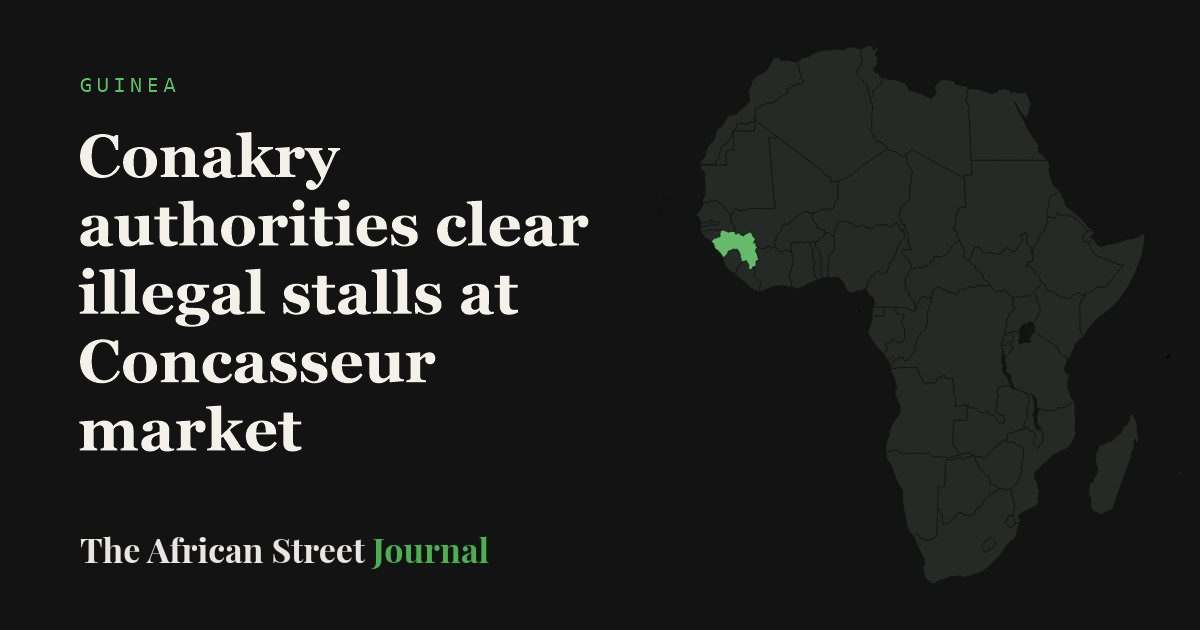 GUINEA
Conakry
authorities clear
illegal stalls at
Concasseur
market
The African Street Journal